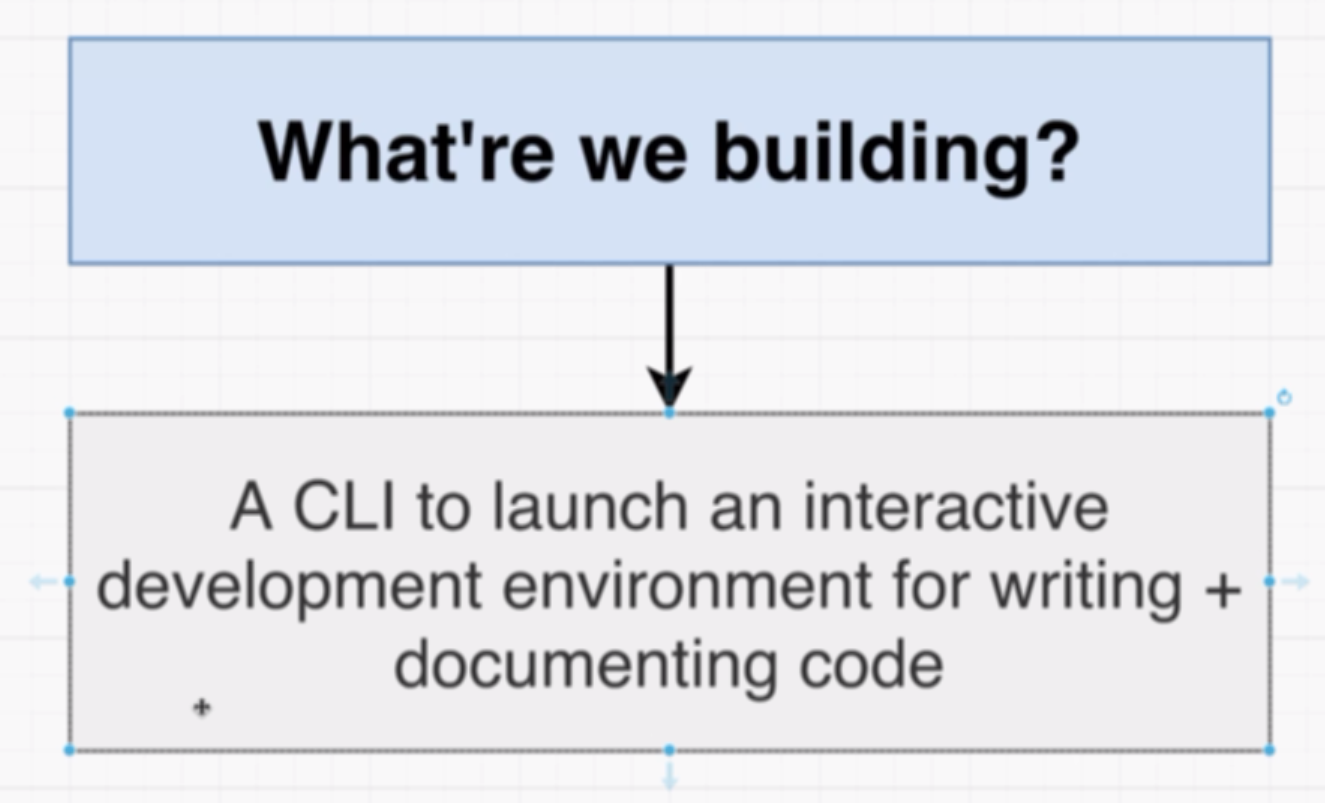 What're we building?
A CLI to launch an interactive
development environment for writing +
documenting code